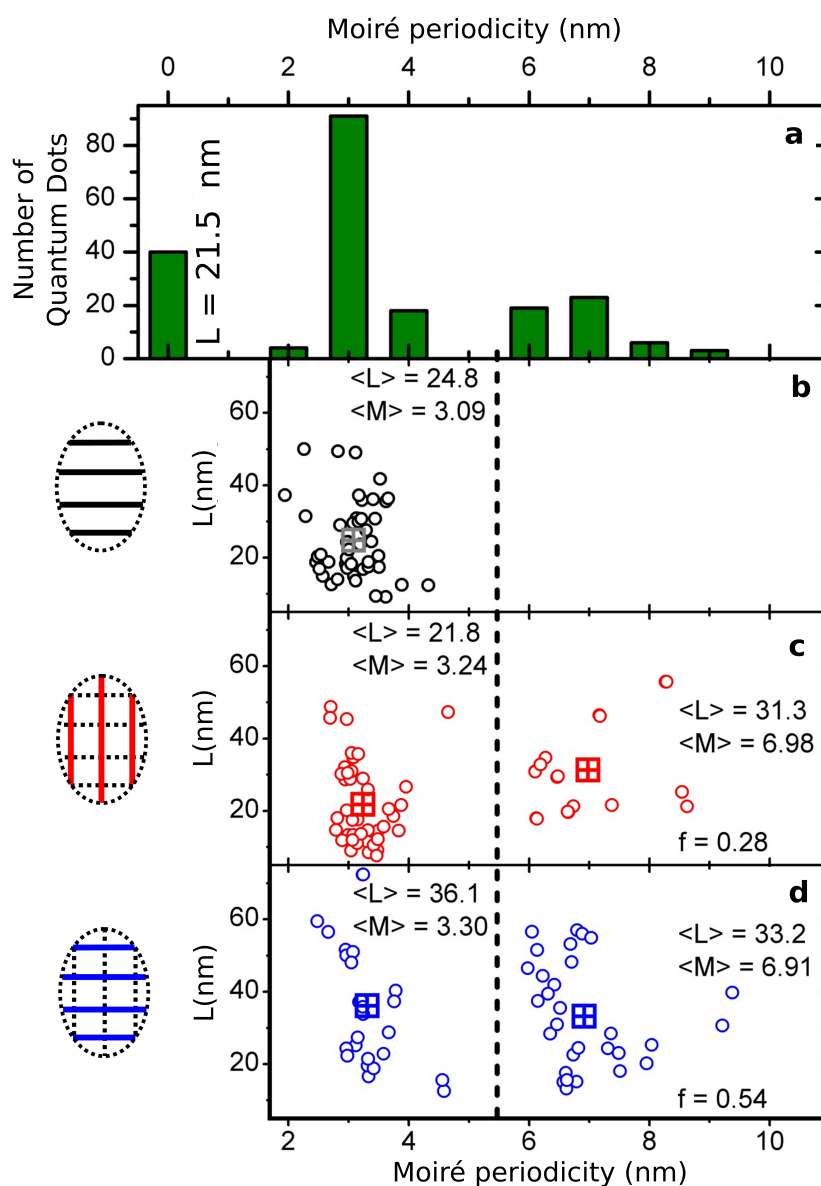 Moiré periodicity (nm)
0 2 4 6 8 10
Number of
Quantum Dots
80
60
40
20
0
L = 21.5 nm
a
<L> = 24.8
<M> = 3.09
b
L(nm)
60
40
20
<L> = 21.8
<M> = 3.24
c
<L> = 31.3
<M> = 6.98
f = 0.28
L(nm)
60
40
20
<L> = 36.1
<M> = 3.30
d
<L> = 33.2
<M> = 6.91
f = 0.54
L(nm)
60
40
20
2 4 6 8 10
Moiré periodicity (nm)